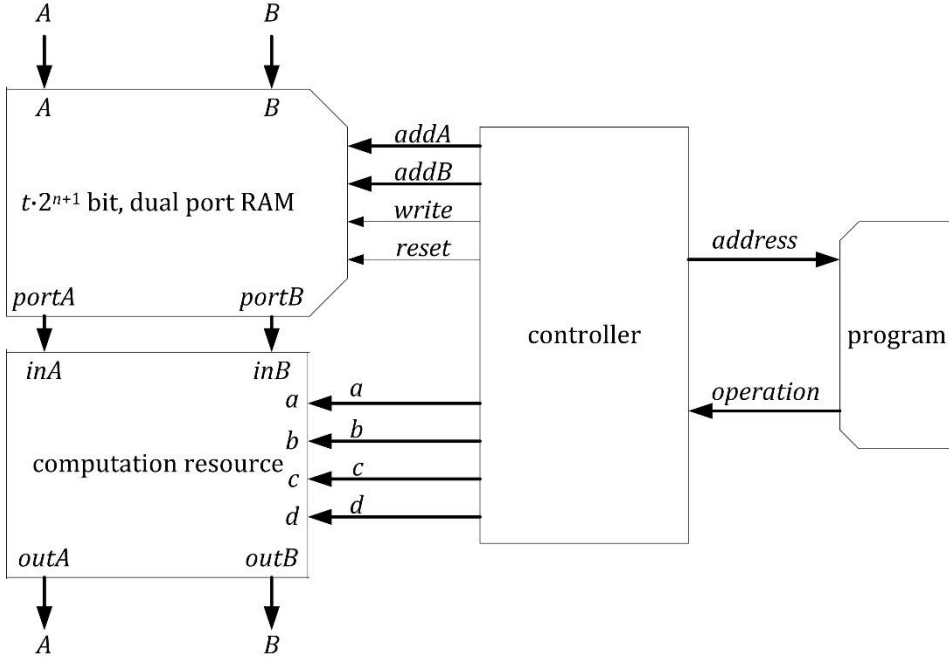 A B
A B
addA
addB
t·2ⁿ⁺¹ bit, dual port RAM
write
reset
address
portA portB
controller
program
inA inB
a a
operation
b b
computation resource
c c
d d
outA outB
A B